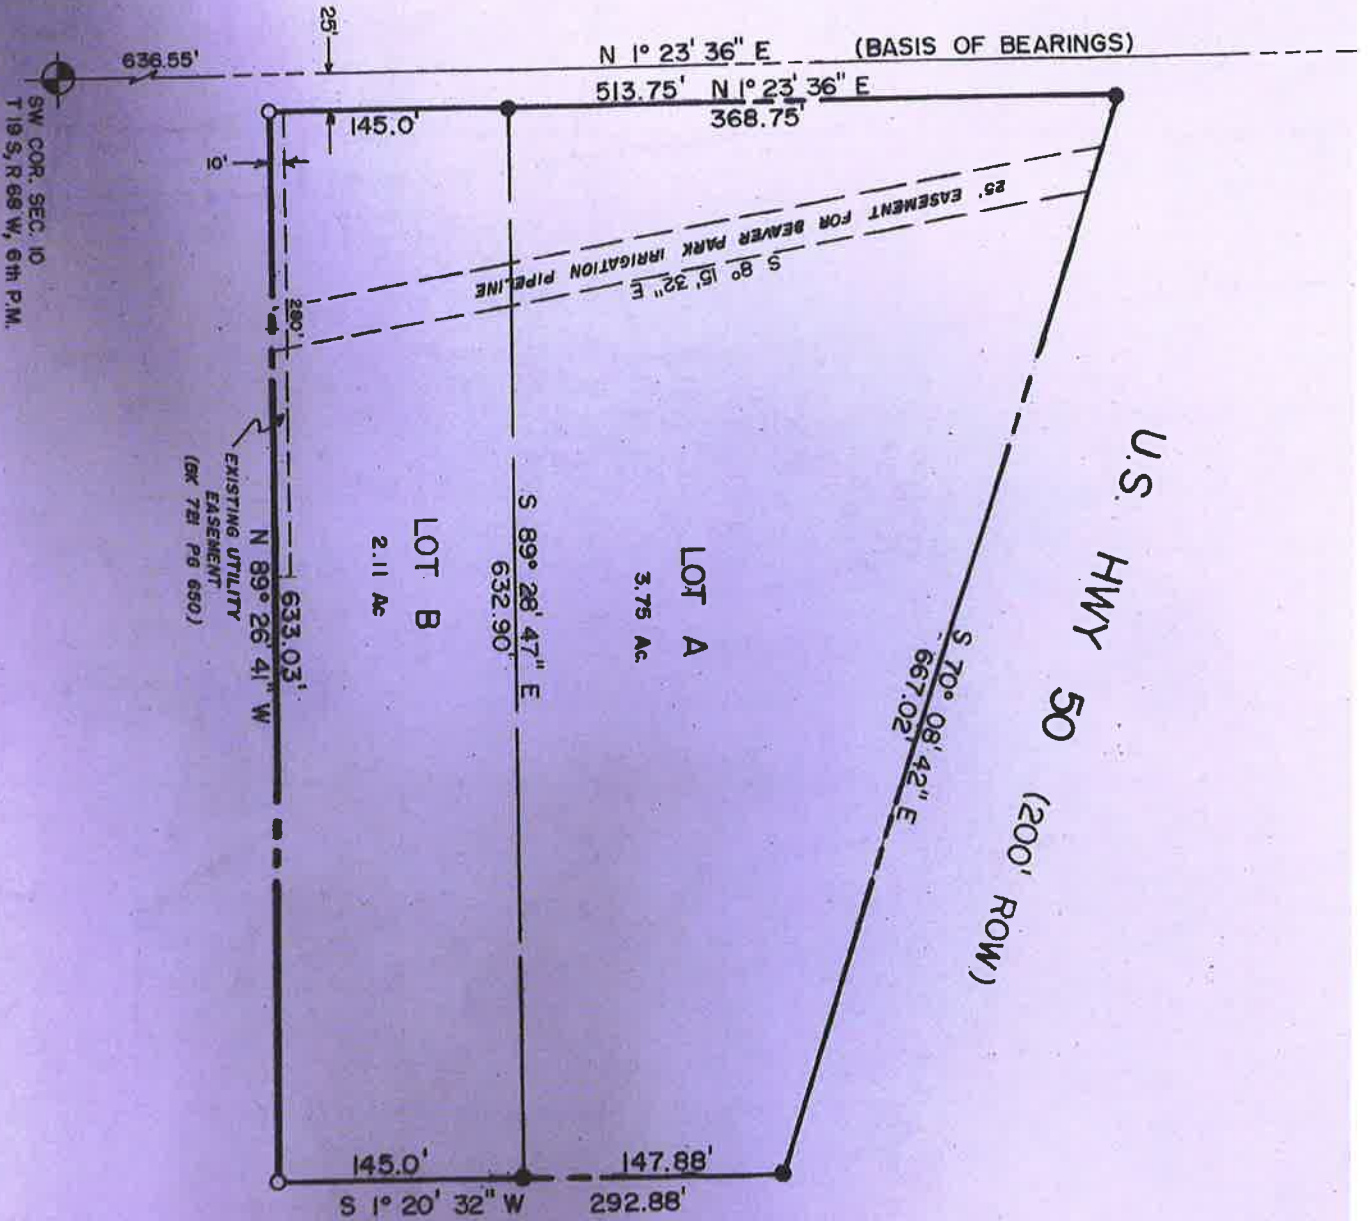 25'
636.55'
N 1° 23' 36" E (BASIS OF BEARINGS)
513.75' N 1° 23' 36" E
145.0'
368.75'
10'
SW COR. SEC. 10
T 19 S, R 68 W, 6th P.M.
25' EASEMENT FOR BEAVER PARK IRRIGATION PIPELINE
S 8° 15' 32" E
280'
U.S. HWY 50 (200' ROW)
S 70° 08' 42" E
667.02'
LOT A
3.75 Ac.
S 89° 28' 47" E
632.90'
LOT B
2.11 Ac
633.03'
N 89° 26' 41" W
EXISTING UTILITY
EASEMENT
(BK 721 PG 650)
145.0'
147.88'
S 1° 20' 32" W
292.88'